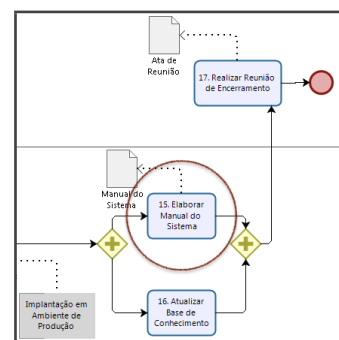 Ata de
Reunião
17. Realizar Reunião
de Encerramento
Manual do
Sistema
15. Elaborar
Manual do
Sistema
16. Atualizar
Base de
Conhecimento
Implantação em
Ambiente de
Produção